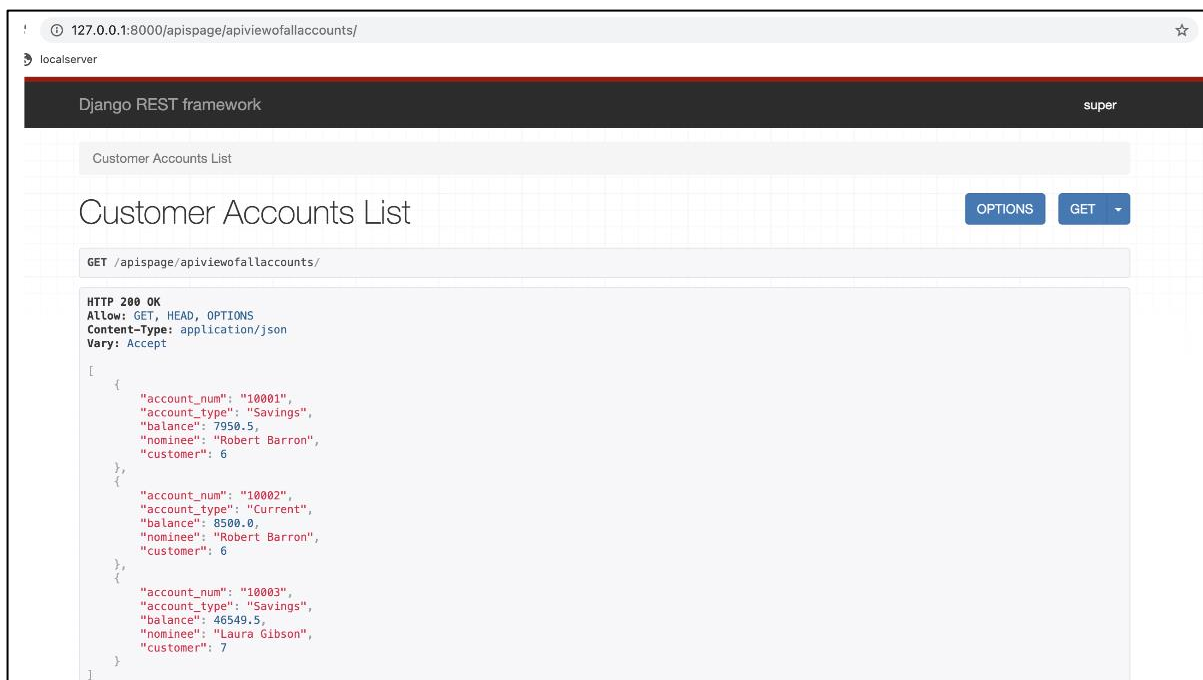 127.0.0.1:8000/apispage/apiviewofallaccounts/
localserver
Django REST framework
super
Customer Accounts List
Customer Accounts List
OPTIONS
GET
GET /apispage/apiviewofallaccounts/
HTTP 200 OK
Allow: GET, HEAD, OPTIONS
Content-Type: application/json
Vary: Accept
[
    {
        "account_num": "10001",
        "account_type": "Savings",
        "balance": 7950.5,
        "nominee": "Robert Barron",
        "customer": 6
    },
    {
        "account_num": "10002",
        "account_type": "Current",
        "balance": 8500.0,
        "nominee": "Robert Barron",
        "customer": 6
    },
    {
        "account_num": "10003",
        "account_type": "Savings",
        "balance": 46549.5,
        "nominee": "Laura Gibson",
        "customer": 7
    }
]